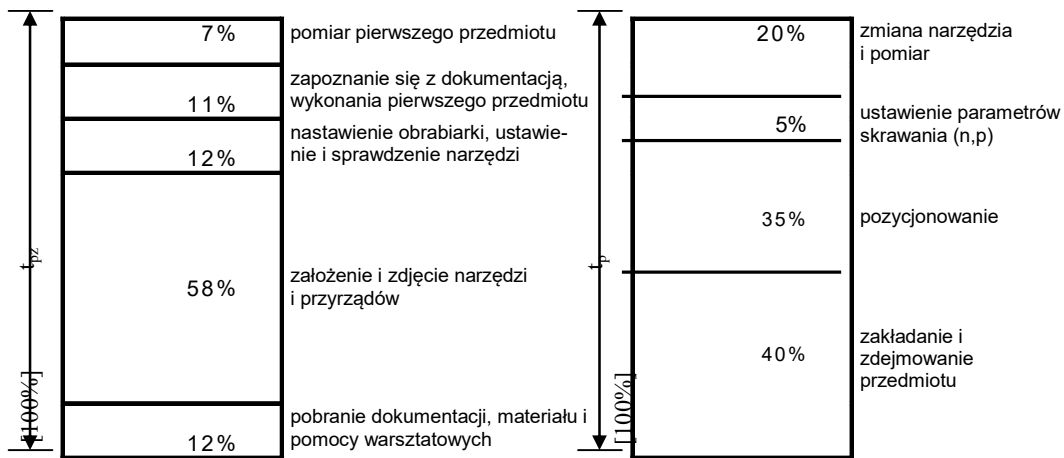 t_pz [100%]
7%
pomiar pierwszego przedmiotu
11%
zapoznanie się z dokumentacją,
wykonania pierwszego przedmiotu
12%
nastawienie obrabiarki, ustawie-
nie i sprawdzenie narzędzi
58%
założenie i zdjęcie narzędzi
i przyrządów
12%
pobranie dokumentacji, materiału i
pomocy warsztatowych
t_p [100%]
20%
zmiana narzędzia
i pomiar
5%
ustawienie parametrów
skrawania (n,p)
35%
pozycjonowanie
40%
zakładanie i
zdejmowanie
przedmiotu